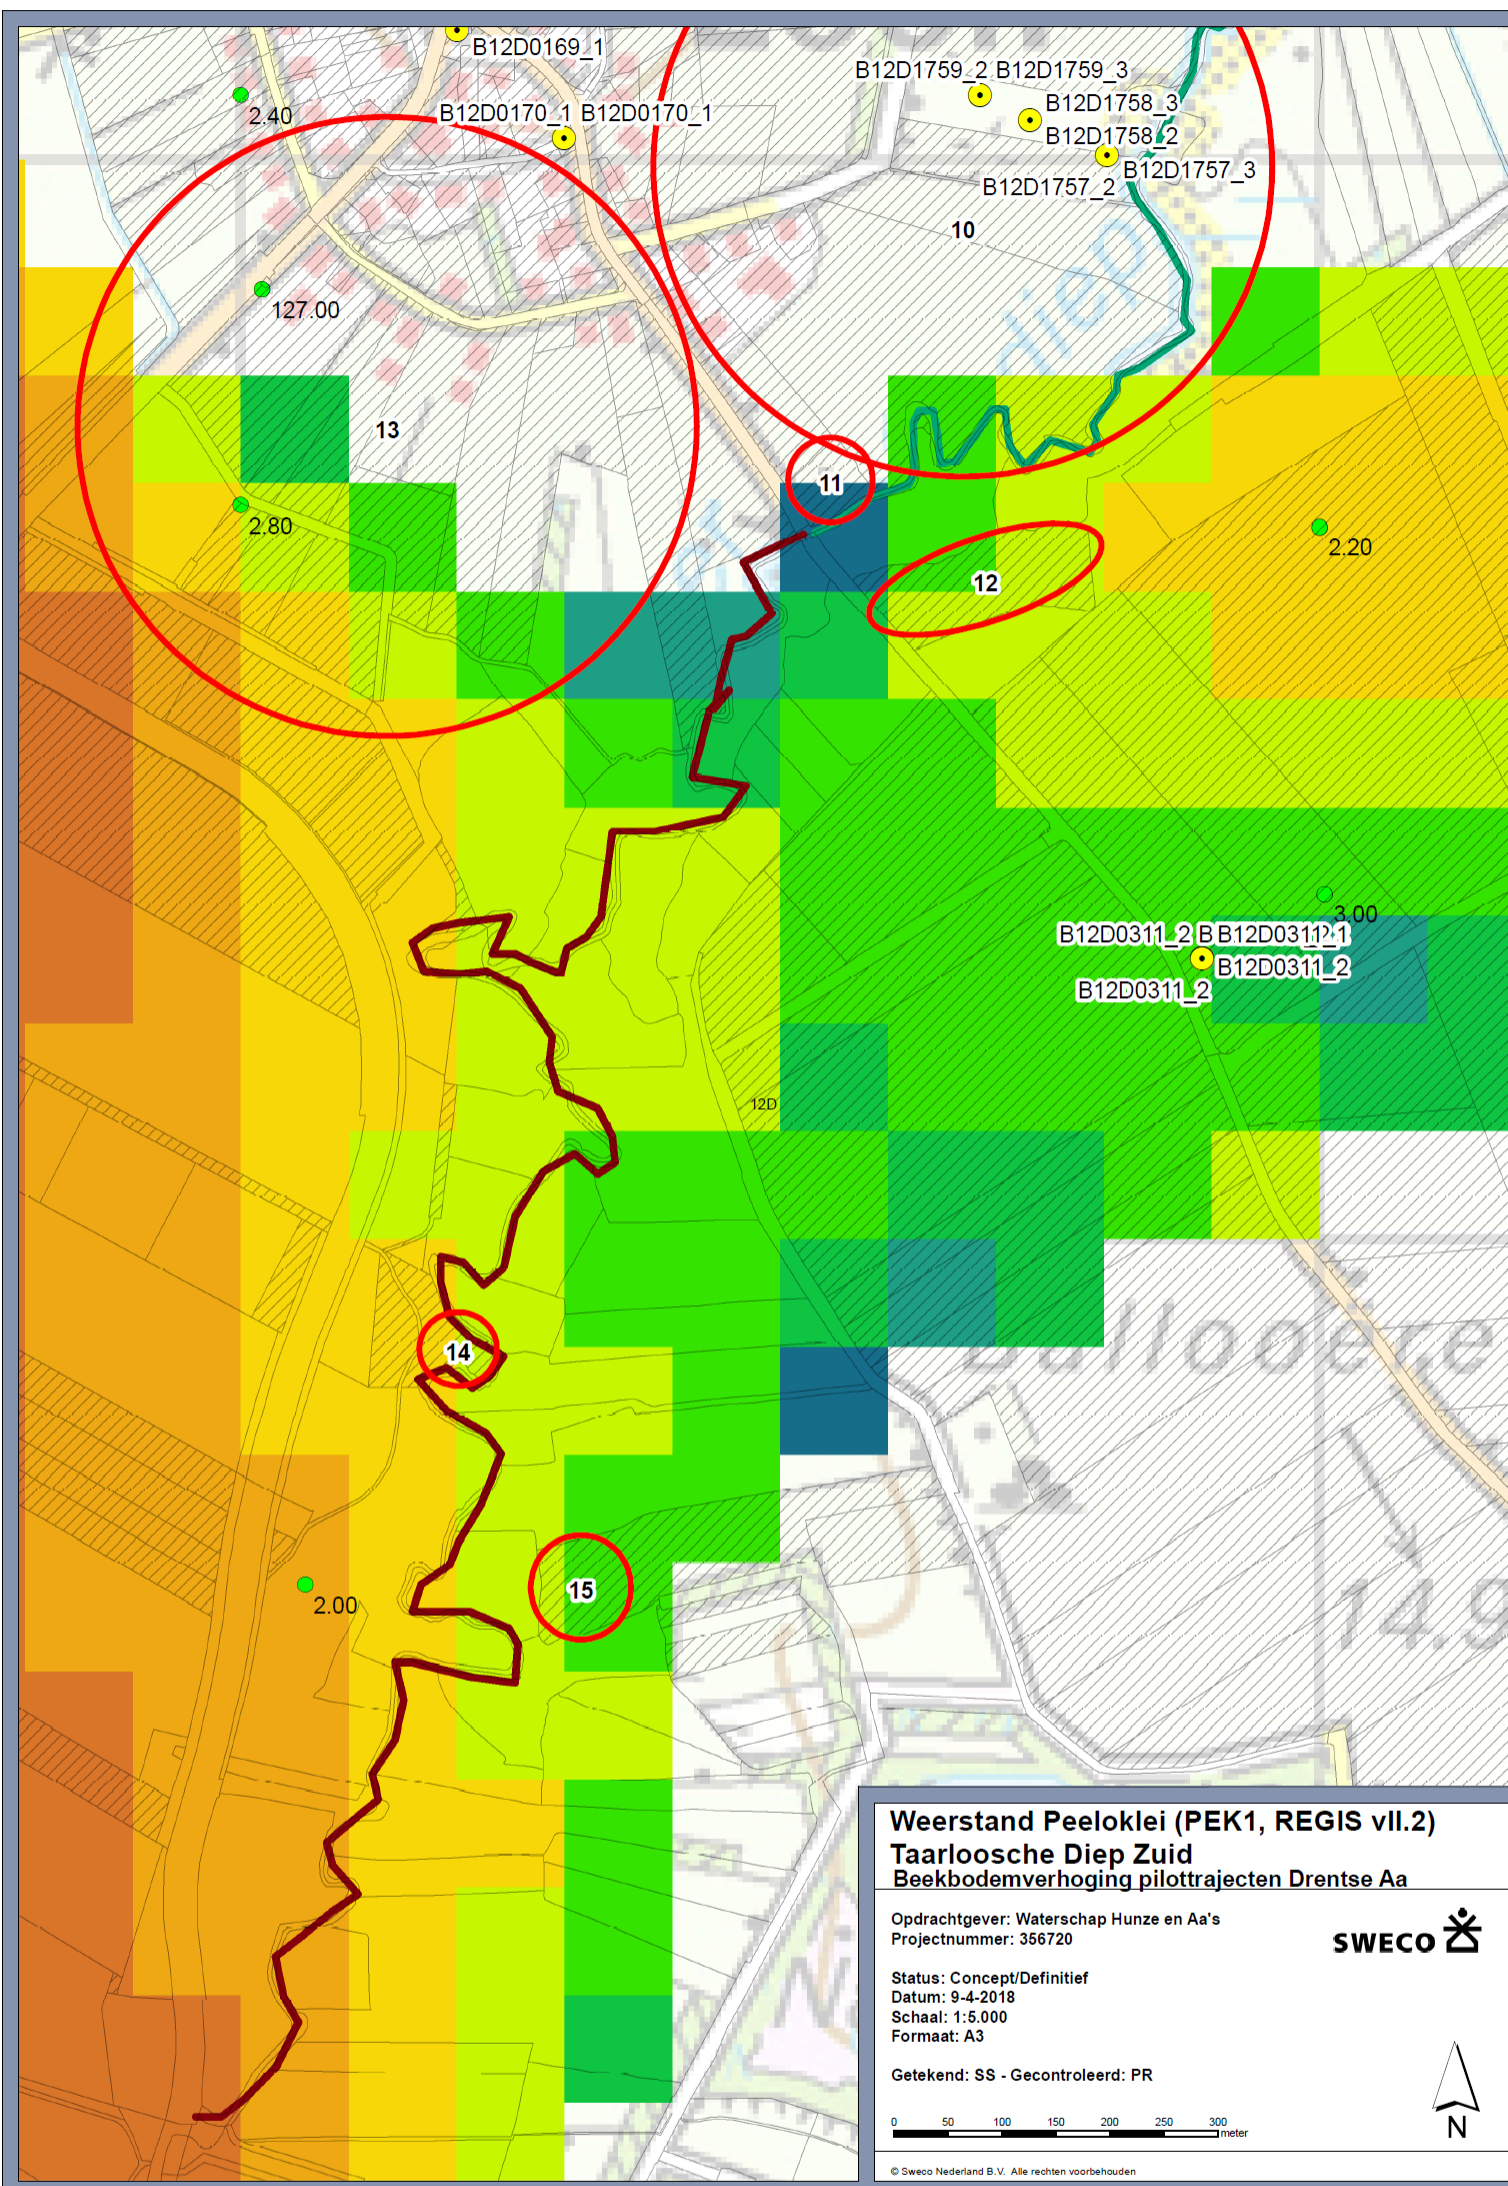 B12D0169_1
B12D1759_2 B12D1759_3
2.40
B12D0170_1 B12D0170_1
B12D1758_3
B12D1758_2
B12D1757_3
B12D1757_2
10
diep
127.00
13
11
2.80
2.20
12
3.00
B12D0311_2 B B12D0311_1
B12D0311_2
B12D0311_2
12D
14
15
14.9
2.00
Weerstand Peeloklei (PEK1, REGIS vII.2)
Taarloosche Diep Zuid
Beekbodemverhoging pilottrajecten Drentse Aa
Opdrachtgever: Waterschap Hunze en Aa's
Projectnummer: 356720
SWECO
Status: Concept/Definitief
Datum: 9-4-2018
Schaal: 1:5.000
Formaat: A3
Getekend: SS - Gecontroleerd: PR
0 50 100 150 200 250 300
meter
N
© Sweco Nederland B.V. Alle rechten voorbehouden